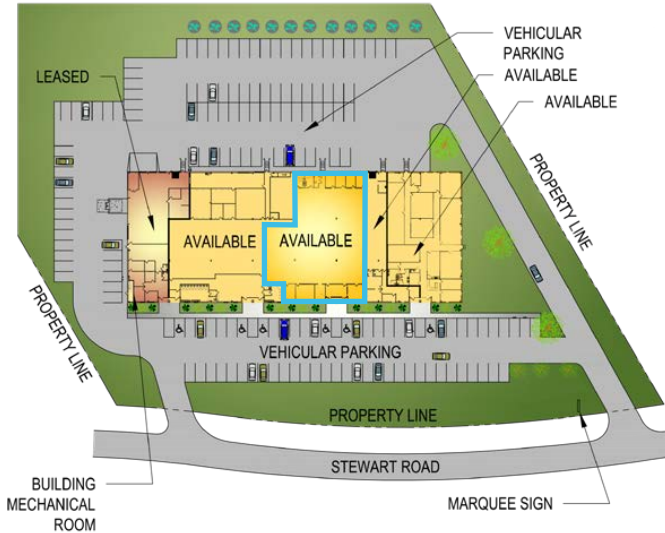 VEHICULAR
PARKING
LEASED
AVAILABLE
AVAILABLE
PROPERTY LINE
AVAILABLE
AVAILABLE
PROPERTY LINE
VEHICULAR PARKING
PROPERTY LINE
STEWART ROAD
BUILDING
MECHANICAL
ROOM
MARQUEE SIGN